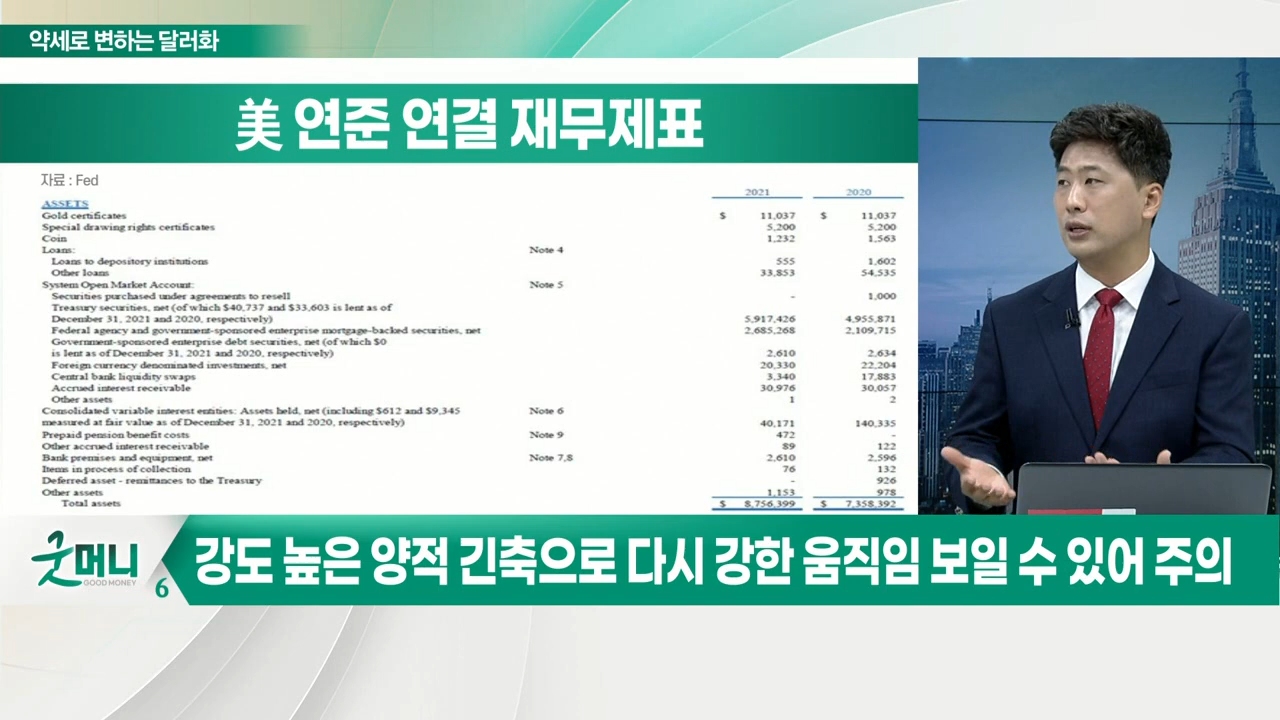 약세로 변하는 달러화
美 연준 연결 재무제표
자료 : Fed
2021 2020
ASSETS
Gold certificates $ 11,037 $ 11,037
Special drawing rights certificates 5,200 5,200
Coin 1,232 1,563
Loans: Note 4
Loans to depository institutions 555 1,602
Other loans 33,853 54,535
System Open Market Account: Note 5
Securities purchased under agreements to resell - 1,000
Treasury securities, net (of which $40,737 and $33,603 is lent as of
December 31, 2021 and 2020, respectively) 5,917,426 4,955,871
Federal agency and government-sponsored enterprise mortgage-backed securities, net 2,685,268 2,109,715
Government-sponsored enterprise debt securities, net (of which $0
is lent as of December 31, 2021 and 2020, respectively) 2,610 2,634
Foreign currency denominated investments, net 20,330 22,204
Central bank liquidity swaps 3,340 17,883
Accrued interest receivable 30,976 30,057
Other assets 1 2
Consolidated variable interest entities: Assets held, net (including $612 and $9,345 Note 6
measured at fair value as of December 31, 2021 and 2020, respectively) 40,171 140,335
Prepaid pension benefit costs Note 9 472 -
Other accrued interest receivable 89 122
Bank premises and equipment, net Note 7,8 2,610 2,596
Items in process of collection 76 132
Deferred asset - remittances to the Treasury - 926
Other assets 1,153 978
Total assets $ 8,756,399 $ 7,358,392
굿머니
GOOD MONEY
6
강도 높은 양적 긴축으로 다시 강한 움직임 보일 수 있어 주의